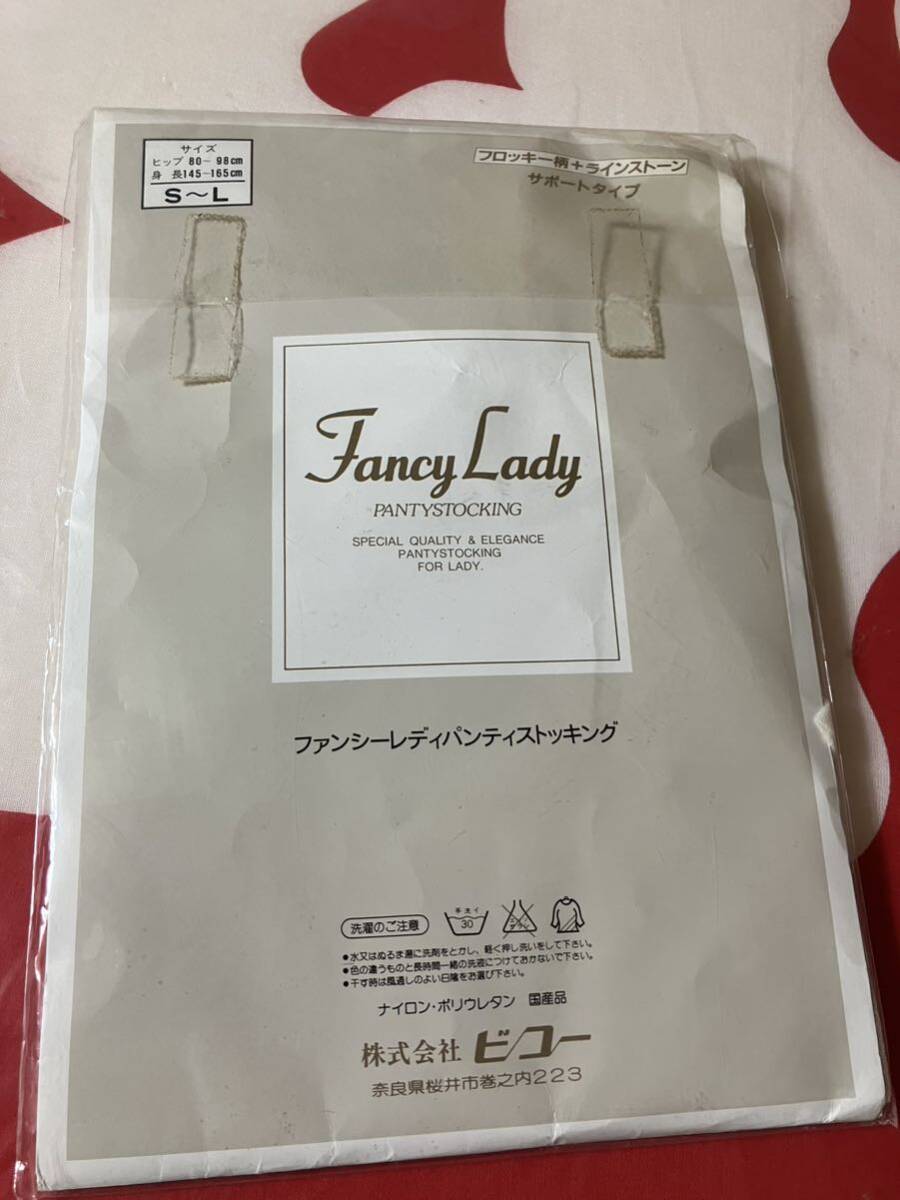 サイズ
ヒップ 80～98cm
身 長145～165cm
S～L
フロッキー柄+ラインストーン
サポートタイプ
Fancy Lady
PANTYSTOCKING
SPECIAL QUALITY & ELEGANCE
PANTYSTOCKING
FOR LADY.
ファンシーレディパンティストッキング
洗濯のご注意
手洗イ
30
エンソサラシ
●水又はぬるま湯に洗剤をとかし、軽く押し洗いをして下さい。
●色の違うものと長時間一緒の洗液につけておかないで下さい。
●干す時は風通しのよい日陰をお選び下さい。
ナイロン・ポリウレタン 国産品
株式会社 ビコー
奈良県桜井市巻之内223